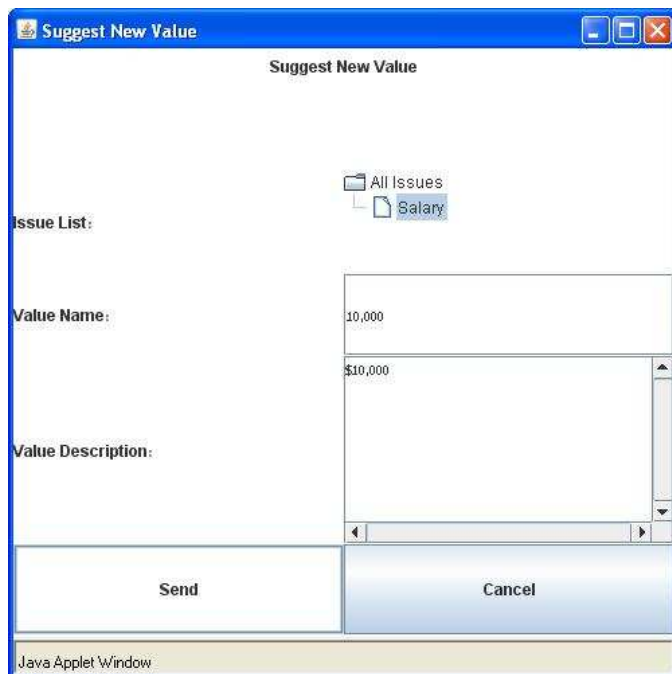 Suggest New Value
Suggest New Value
All Issues
Salary
Issue List:
Value Name:
10,000
$10,000
Value Description:
Send
Cancel
Java Applet Window